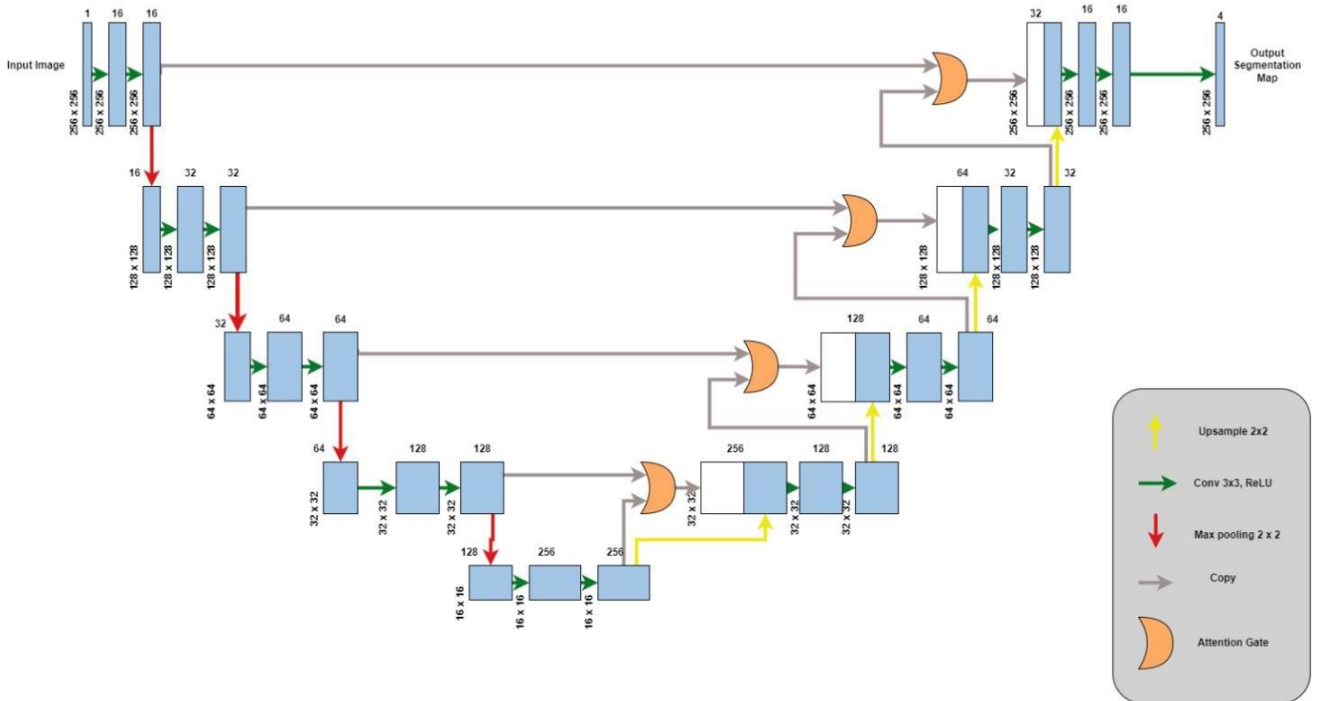 1 16 16 32 16 16 4
Input Image
Output
Segmentation
Map
256 x 256 256 x 256 256 x 256 256 x 256 256 x 256 256 x 256 256 x 256
16 32 32 64 32 32
128 x 128 128 x 128 128 x 128 128 x 128 128 x 128 128 x 128
32 64 64 128 64 64
64 x 64 64 x 64 64 x 64 64 x 64 64 x 64 64 x 64
64 128 128 256 128 128
32 x 32 32 x 32 32 x 32 32 x 32 32 x 32 32 x 32
128 256 256
16 x 16 16 x 16 16 x 16
Upsample 2x2
Conv 3x3, ReLU
Max pooling 2 x 2
Copy
Attention Gate